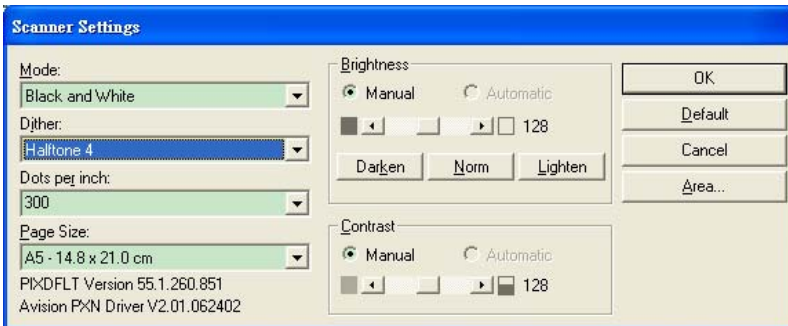 Scanner Settings
Mode:
Black and White
Dither:
Halftone 4
Dots per inch:
300
Page Size:
A5 - 14.8 x 21.0 cm
PIXDFLT Version 55.1.260.851
Avision PXN Driver V2.01.062402
Brightness
Manual Automatic
128
Darken Norm Lighten
Contrast
Manual Automatic
128
OK
Default
Cancel
Area...